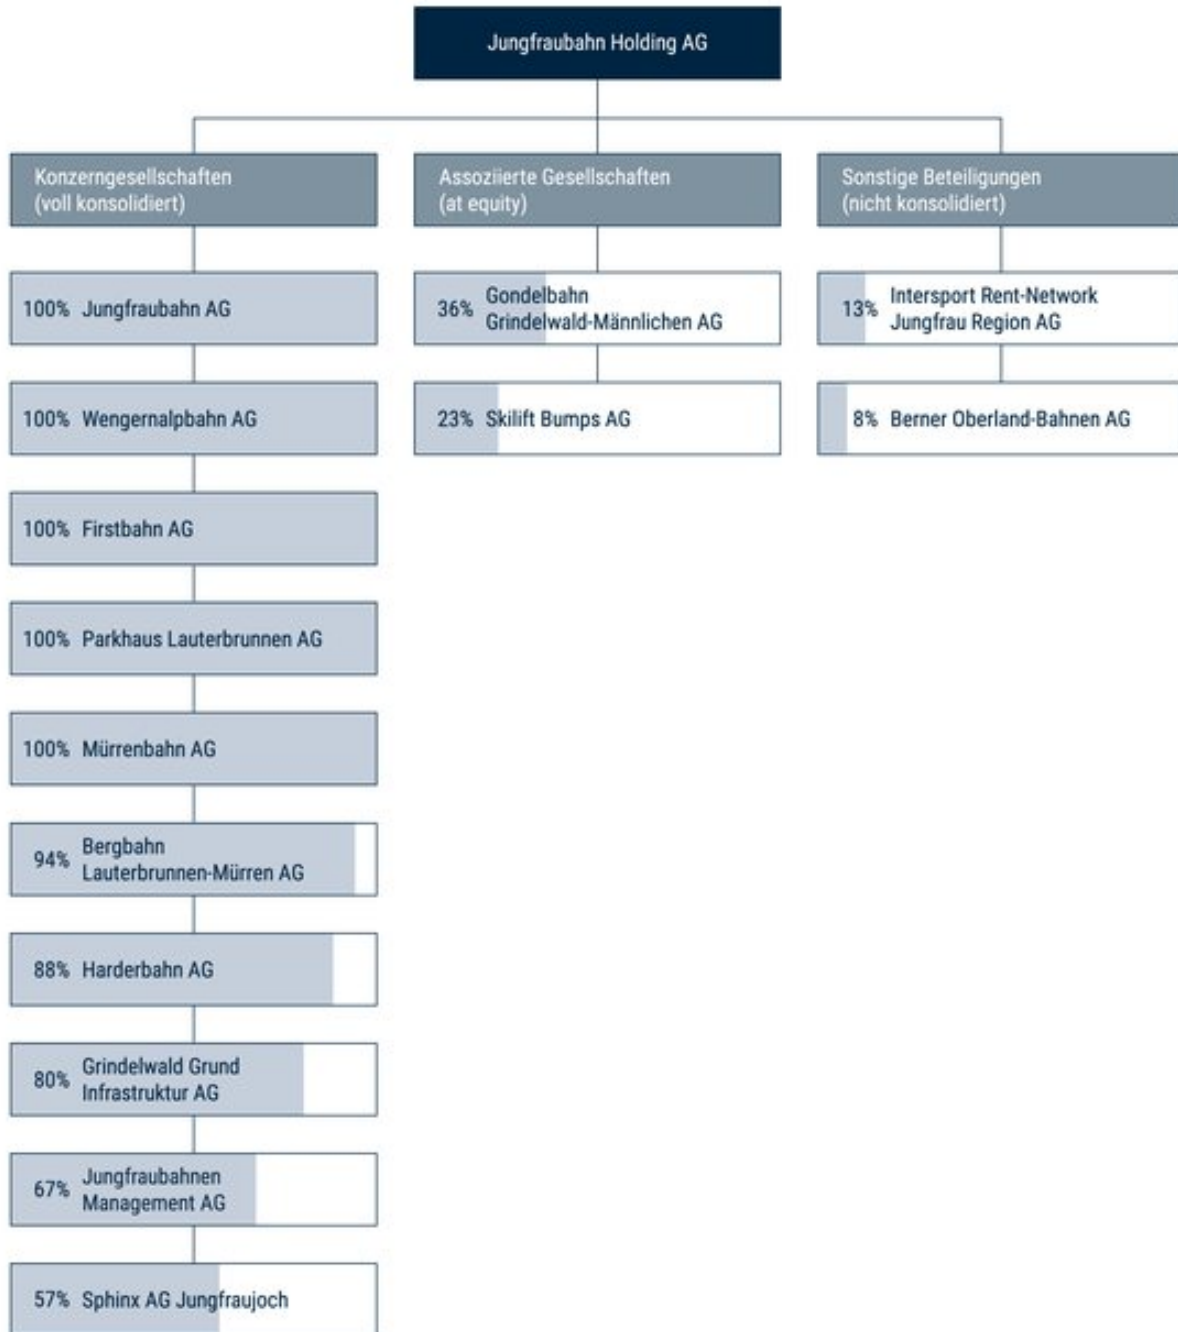 Jungfraubahn Holding AG
Konzerngesellschaften
(voll konsolidiert)
100% Jungfraubahn AG
100% Wengernalpbahn AG
100% Firstbahn AG
100% Parkhaus Lauterbrunnen AG
100% Mürrenbahn AG
94% Bergbahn
Lauterbrunnen-Mürren AG
88% Harderbahn AG
80% Grindelwald Grund
Infrastruktur AG
67% Jungfraubahnen
Management AG
57% Sphinx AG Jungfraujoch
Assoziierte Gesellschaften
(at equity)
36% Gondelbahn
Grindelwald-Männlichen AG
23% Skilift Bumps AG
Sonstige Beteiligungen
(nicht konsolidiert)
13% Intersport Rent-Network
Jungfrau Region AG
8% Berner Oberland-Bahnen AG